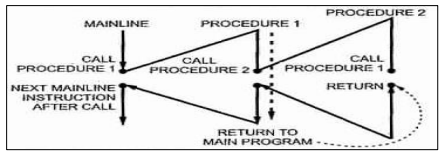 MAINLINE
PROCEDURE 1
PROCEDURE 2
CALL
PROCEDURE 1
CALL
PROCEDURE 2
CALL
PROCEDURE 1
NEXT MAINLINE
INSTRUCTION
AFTER CALL
RETURN
RETURN TO
MAIN PROGRAM